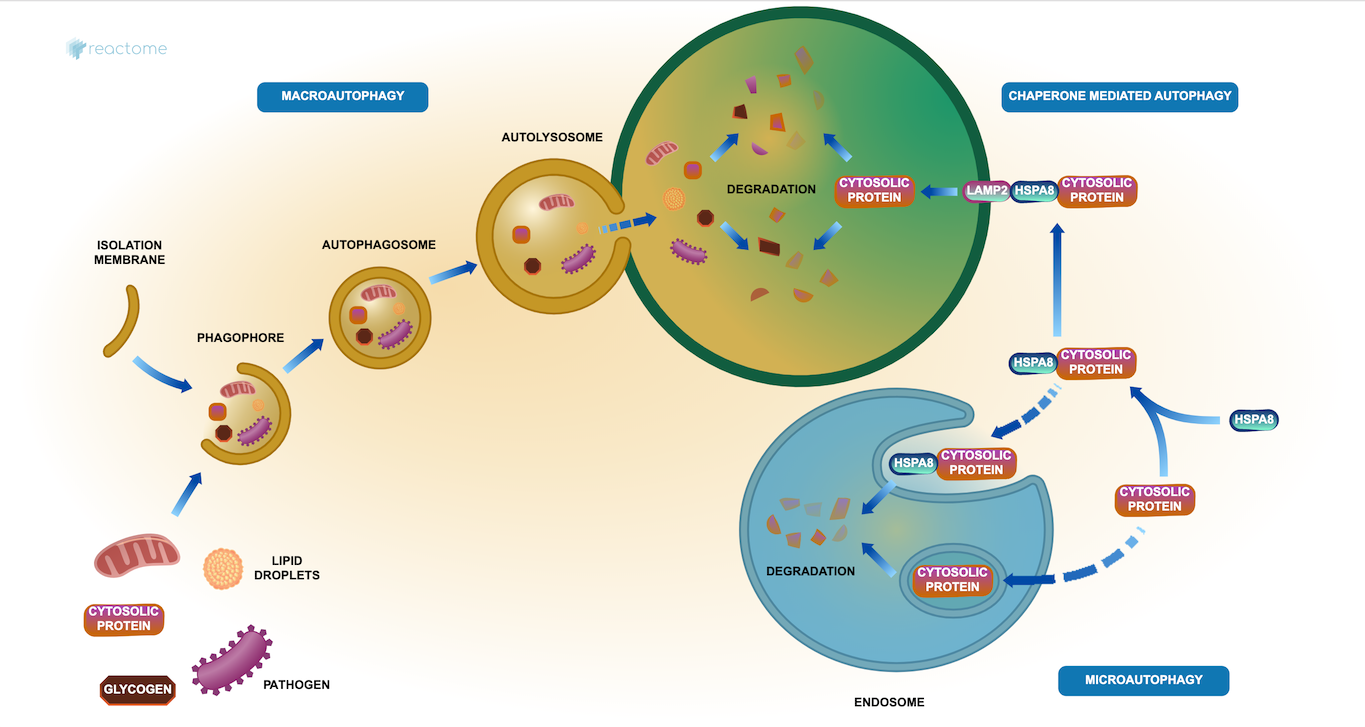 reactome
MACROAUTOPHAGY
CHAPERONE MEDIATED AUTOPHAGY
AUTOLYSOSOME
DEGRADATION
CYTOSOLIC
PROTEIN
LAMP2
HSPA8
CYTOSOLIC
PROTEIN
ISOLATION
MEMBRANE
AUTOPHAGOSOME
PHAGOPHORE
HSPA8
CYTOSOLIC
PROTEIN
HSPA8
HSPA8
CYTOSOLIC
PROTEIN
CYTOSOLIC
PROTEIN
LIPID
DROPLETS
DEGRADATION
CYTOSOLIC
PROTEIN
CYTOSOLIC
PROTEIN
GLYCOGEN
PATHOGEN
MICROAUTOPHAGY
ENDOSOME